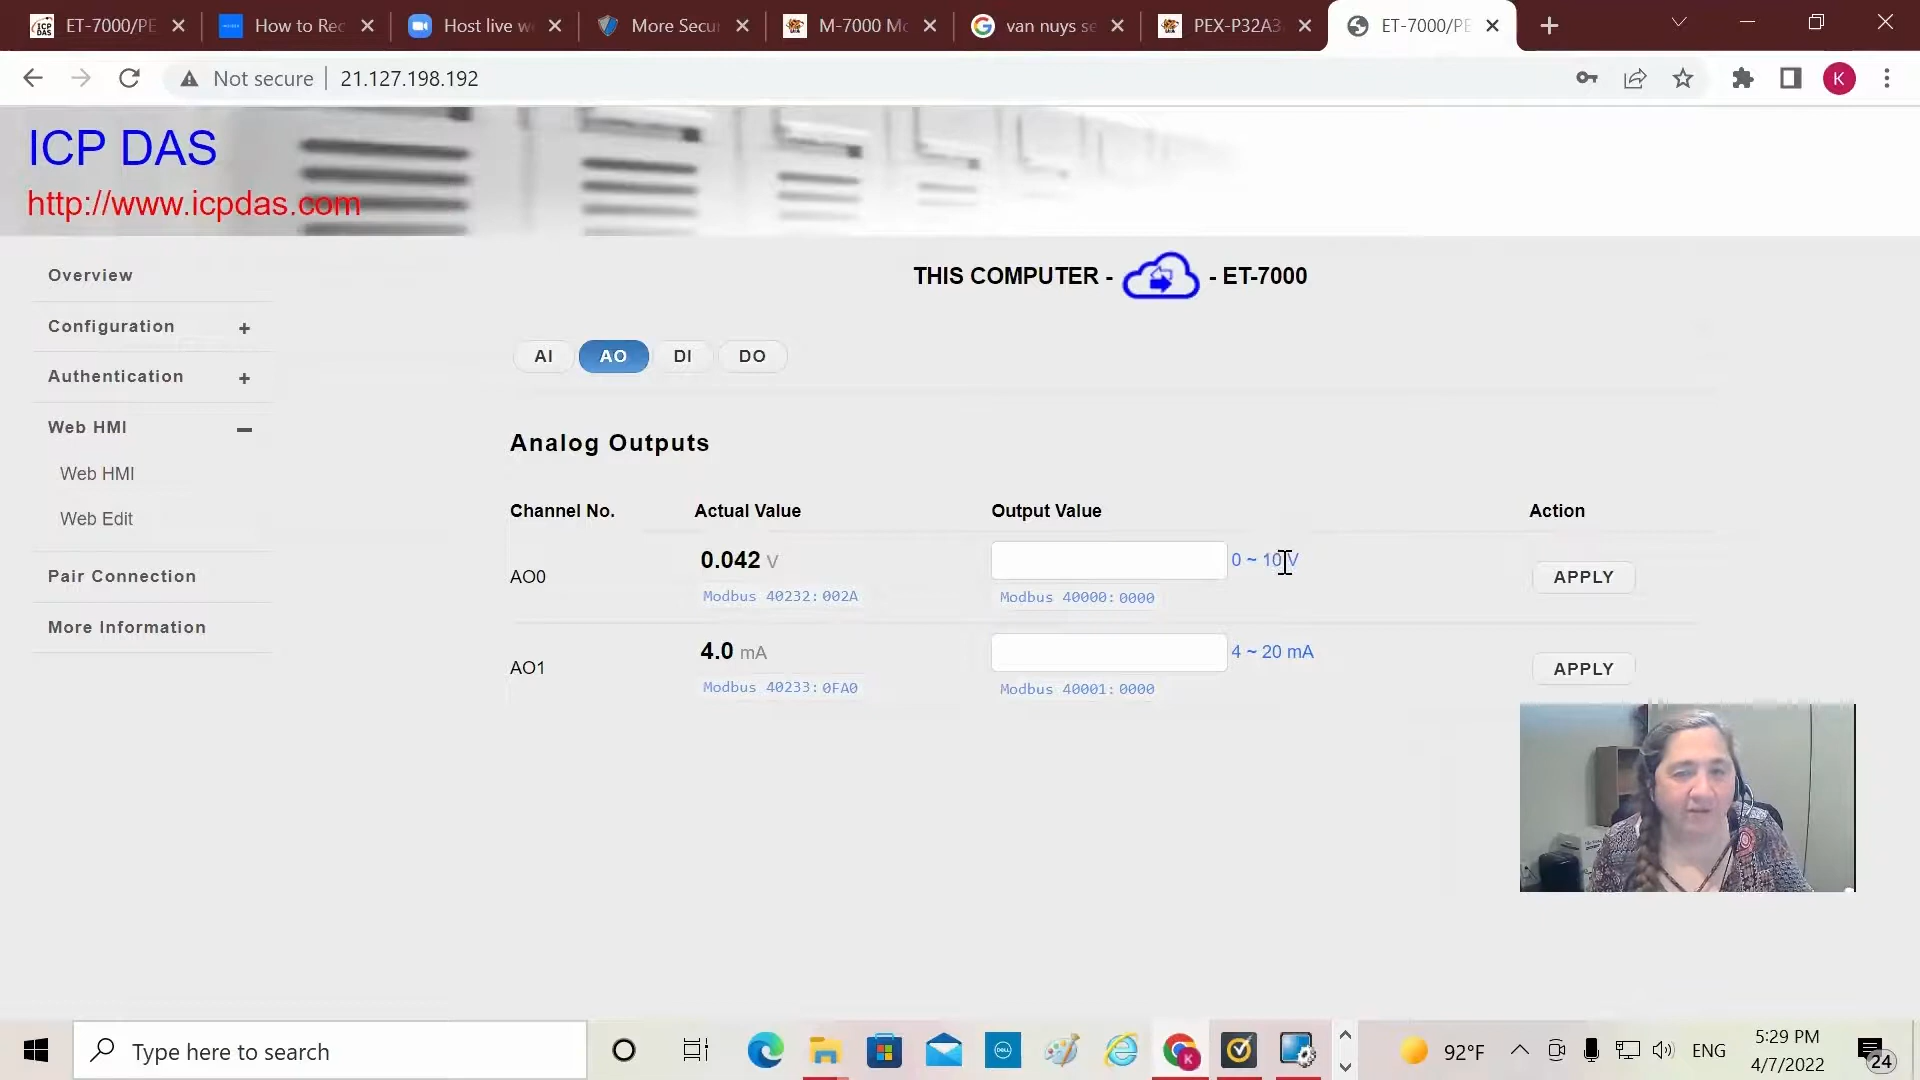 ET-7000/PE
How to Rec
Host live we
More Secur
M-7000 Mo
van nuys se
PEX-P32A3
ET-7000/PE
Not secure
21.127.198.192
K
ICP DAS
http://www.icpdas.com
THIS COMPUTER -
- ET-7000
Overview
Configuration +
Authentication +
Web HMI
Web HMI
Web Edit
Pair Connection
More Information
AI AO DI DO
Analog Outputs
Channel No. Actual Value Output Value Action
AO0
0.042 V
Modbus 40232: 002A
0 ~ 10 V
Modbus 40000: 0000
APPLY
AO1
4.0 mA
Modbus 40233: 0FA0
4 ~ 20 mA
Modbus 40001: 0000
APPLY
Type here to search
DELL
K
92°F
ENG
5:29 PM
4/7/2022
24